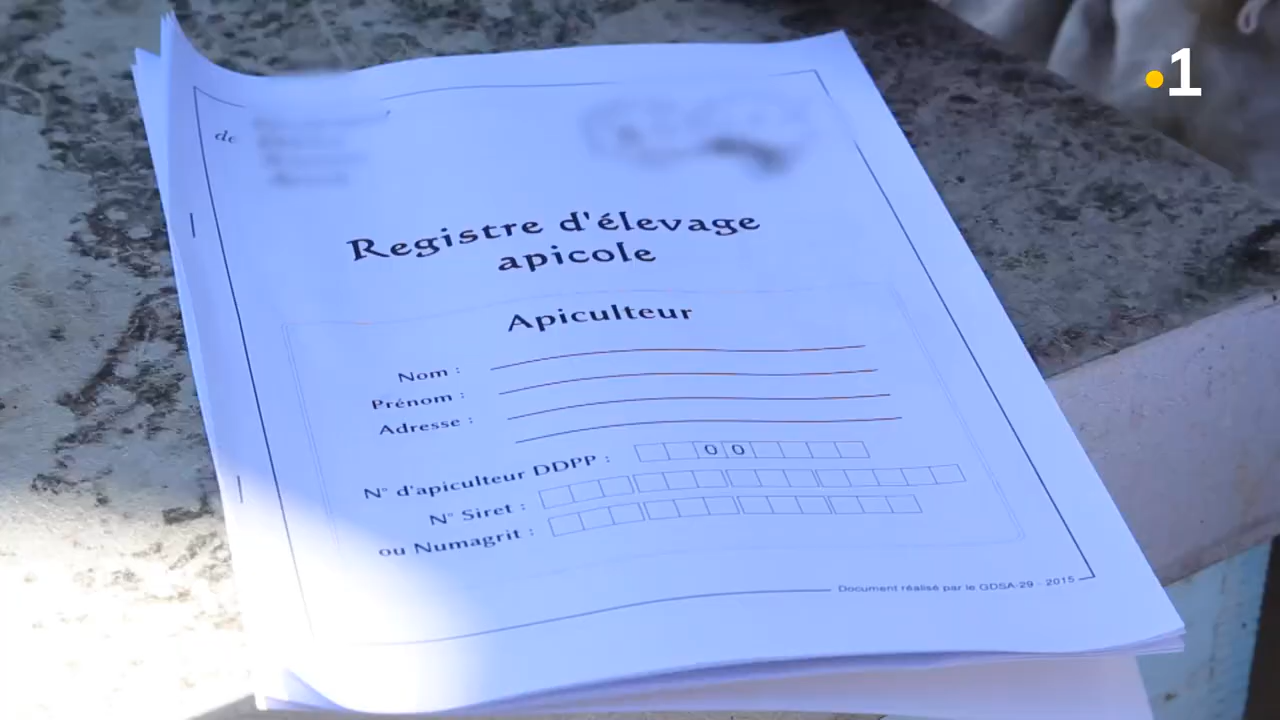 1
de
Registre d'élevage
apicole
Apiculteur
Nom :
Prénom :
Adresse :
N° d'apiculteur DDPP : 00
N° Siret :
ou Numagrit :
Document réalisé par le GDSA-29 - 2015